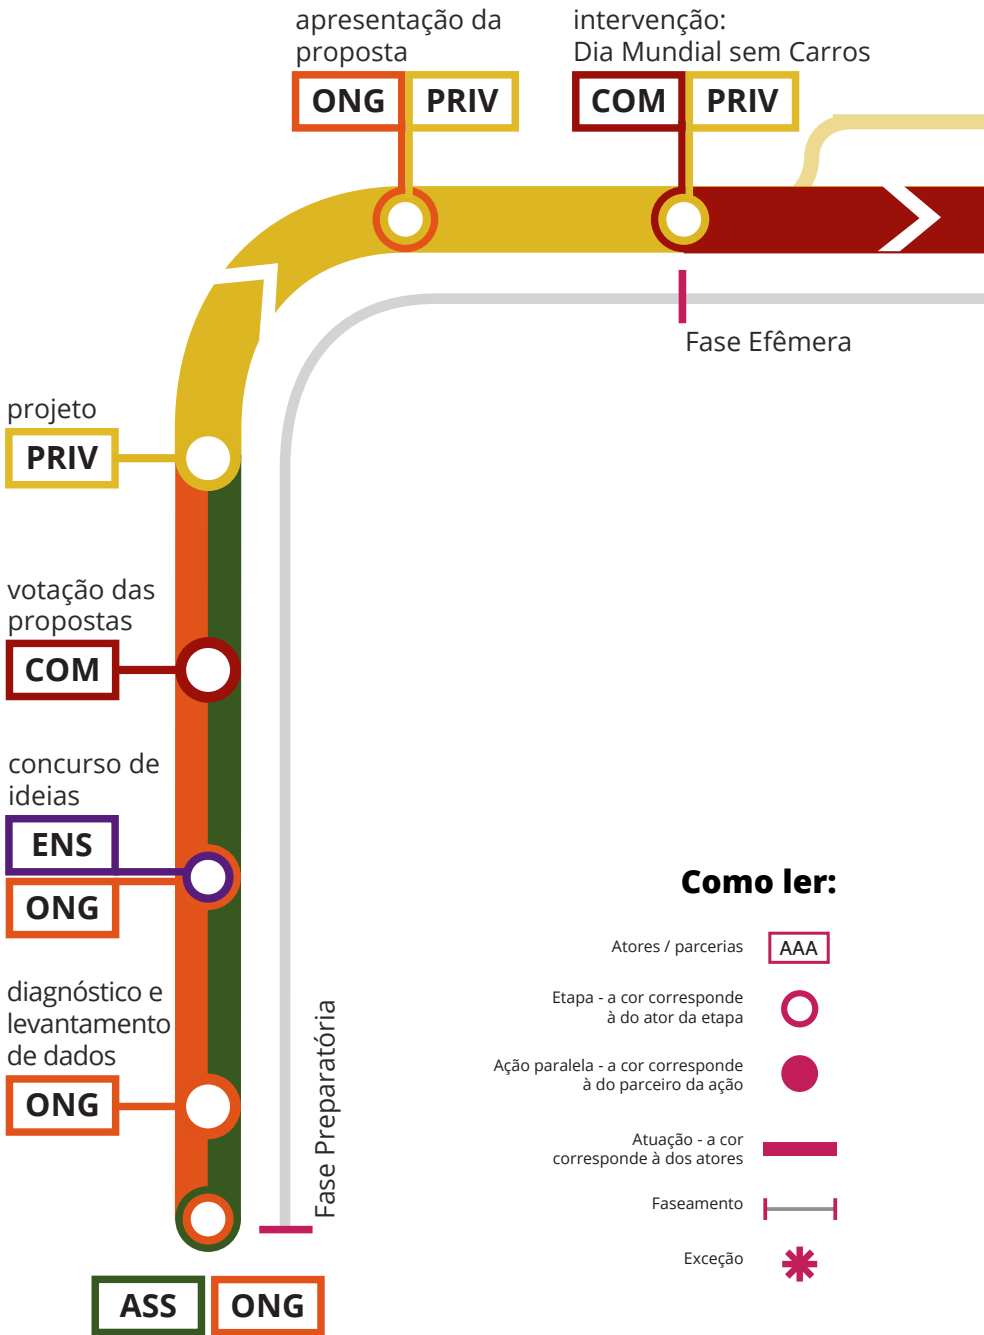 apresentação da
proposta
ONG PRIV
intervenção:
Dia Mundial sem Carros
COM PRIV
Fase Efêmera
projeto
PRIV
votação das
propostas
COM
concurso de
ideias
ENS
ONG
diagnóstico e
levantamento
de dados
ONG
Fase Preparatória
ASS ONG
Como ler:
Atores / parcerias AAA
Etapa - a cor corresponde
à do ator da etapa
Ação paralela - a cor corresponde
à do parceiro da ação
Atuação - a cor
corresponde à dos atores
Faseamento
Exceção